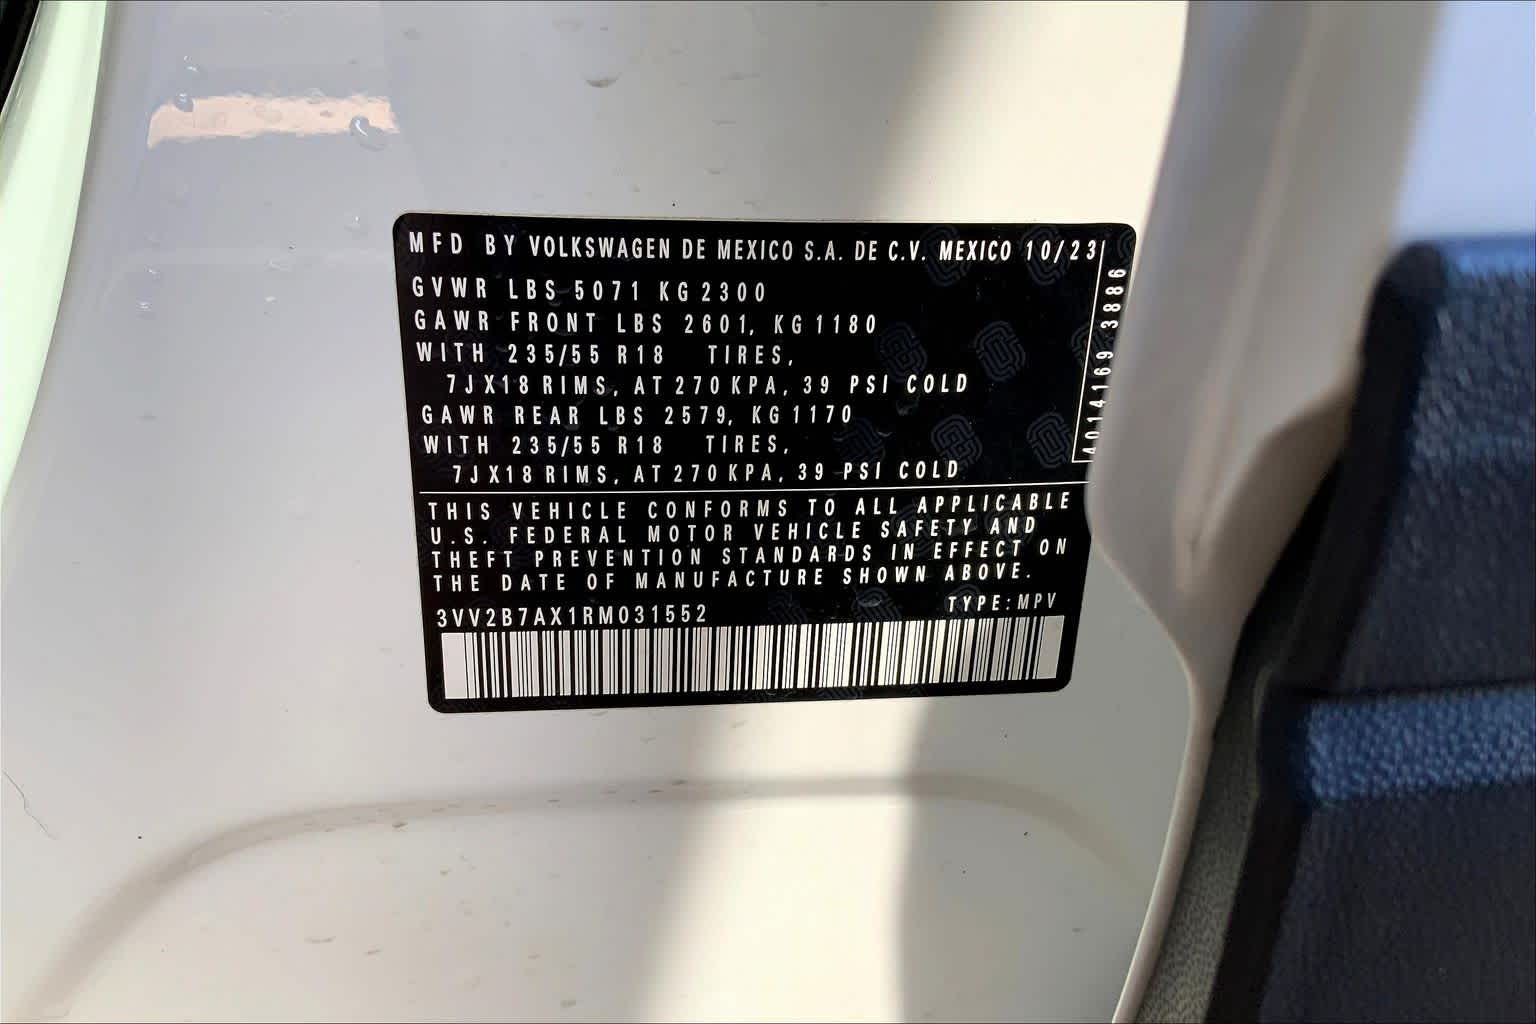 MFD BY VOLKSWAGEN DE MEXICO S.A. DE C.V. MEXICO 10/23
GVWR LBS 5071 KG 2300
GAWR FRONT LBS 2601, KG 1180
WITH 235/55 R18 TIRES,
7JX18 RIMS, AT 270 KPA, 39 PSI COLD
GAWR REAR LBS 2579, KG 1170
WITH 235/55 R18 TIRES,
7JX18 RIMS, AT 270 KPA, 39 PSI COLD
4014169 3886
THIS VEHICLE CONFORMS TO ALL APPLICABLE
U.S. FEDERAL MOTOR VEHICLE SAFETY AND
THEFT PREVENTION STANDARDS IN EFFECT ON
THE DATE OF MANUFACTURE SHOWN ABOVE.
3VV2B7AX1RM031552 TYPE: MPV